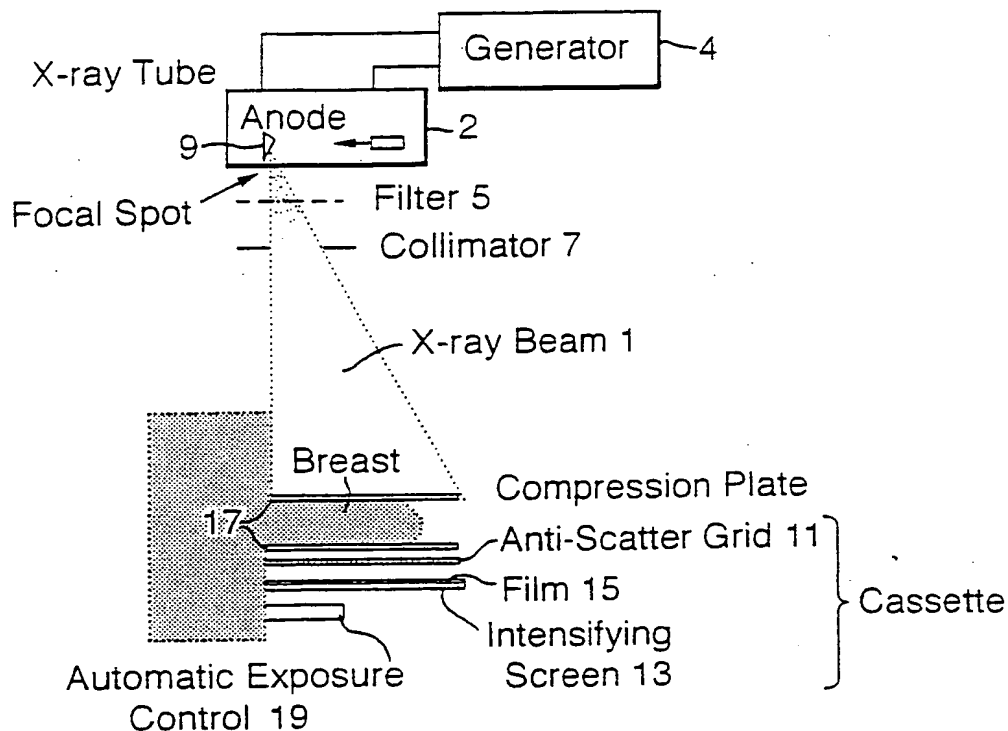 Generator
4
X-ray Tube
Anode
2
9
Focal Spot
Filter 5
Collimator 7
X-ray Beam 1
Breast
Compression Plate
17
Anti-Scatter Grid 11
Film 15
Cassette
Intensifying
Screen 13
Automatic Exposure
Control 19